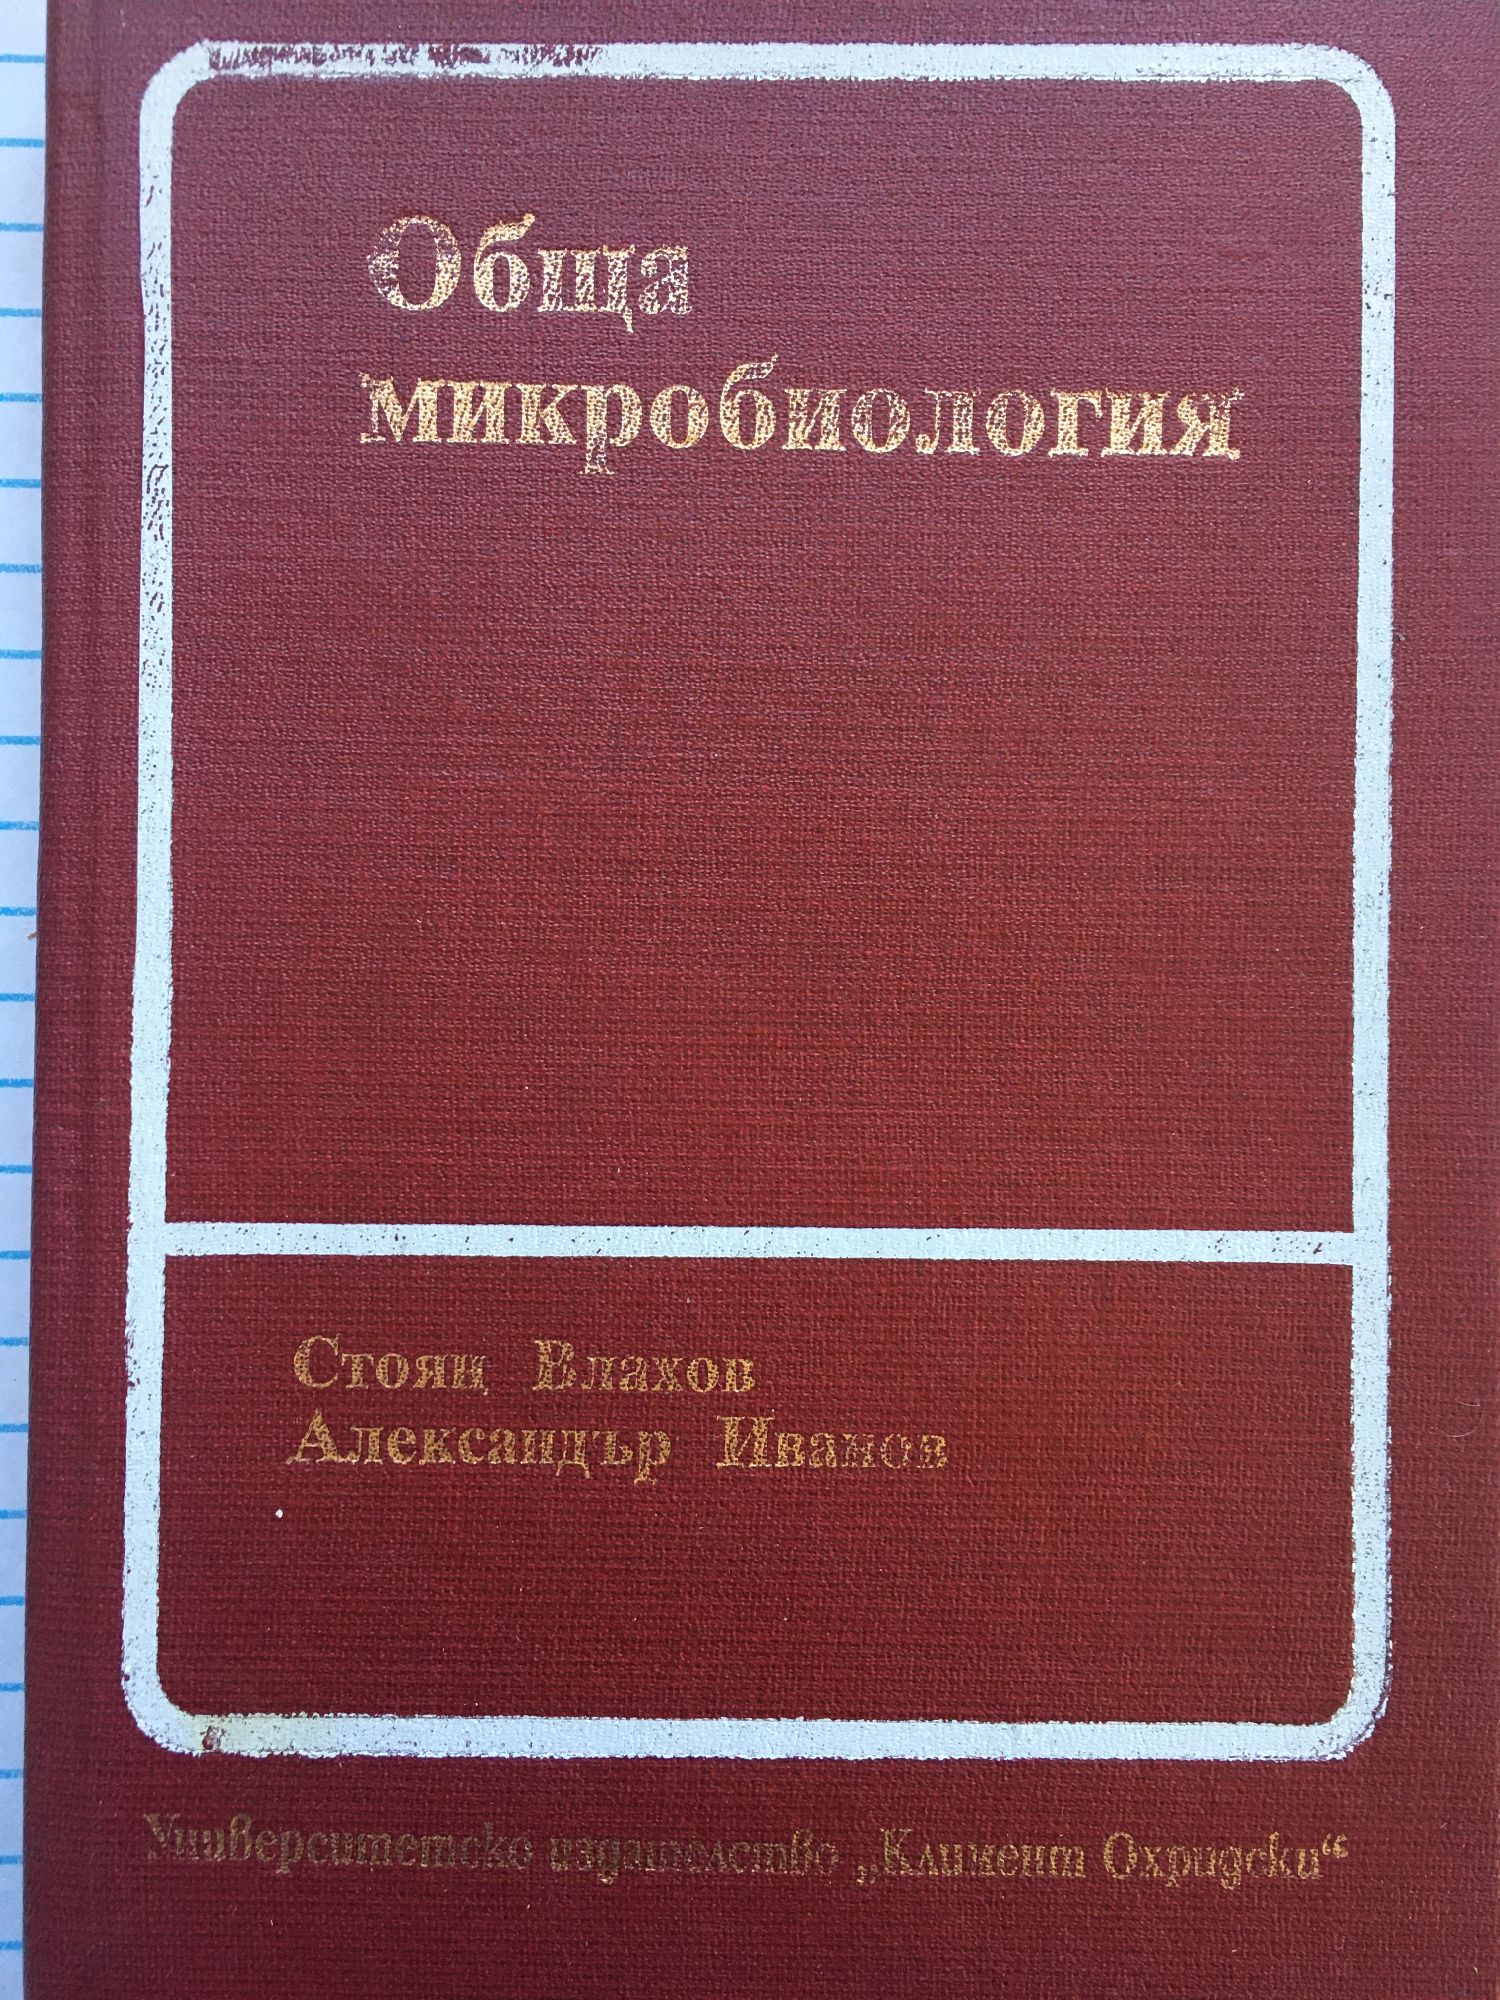 Обща
микробиология
Стоян Влахов
Александър Иванов
Университетско издателство „Климент Охридски“